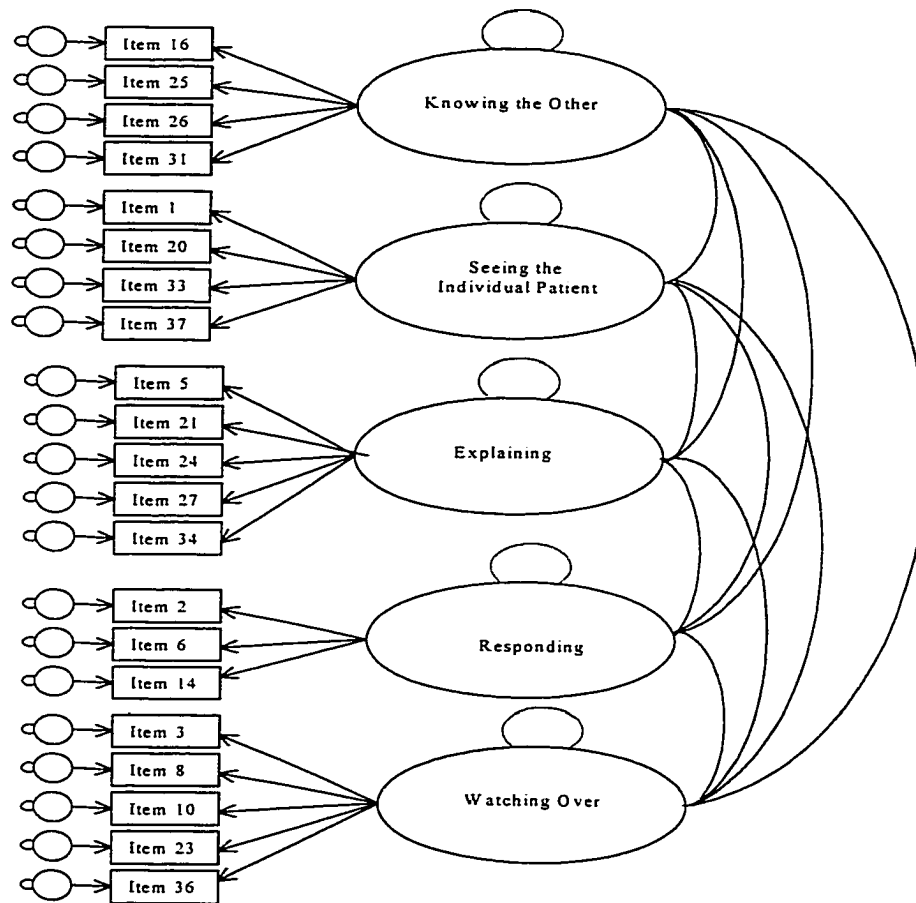 Item 16
Item 25
Item 26
Item 31
Knowing the Other
Item 1
Item 20
Item 33
Item 37
Seeing the
Individual Patient
Item 5
Item 21
Item 24
Item 27
Item 34
Explaining
Item 2
Item 6
Item 14
Responding
Item 3
Item 8
Item 10
Item 23
Item 36
Watching Over